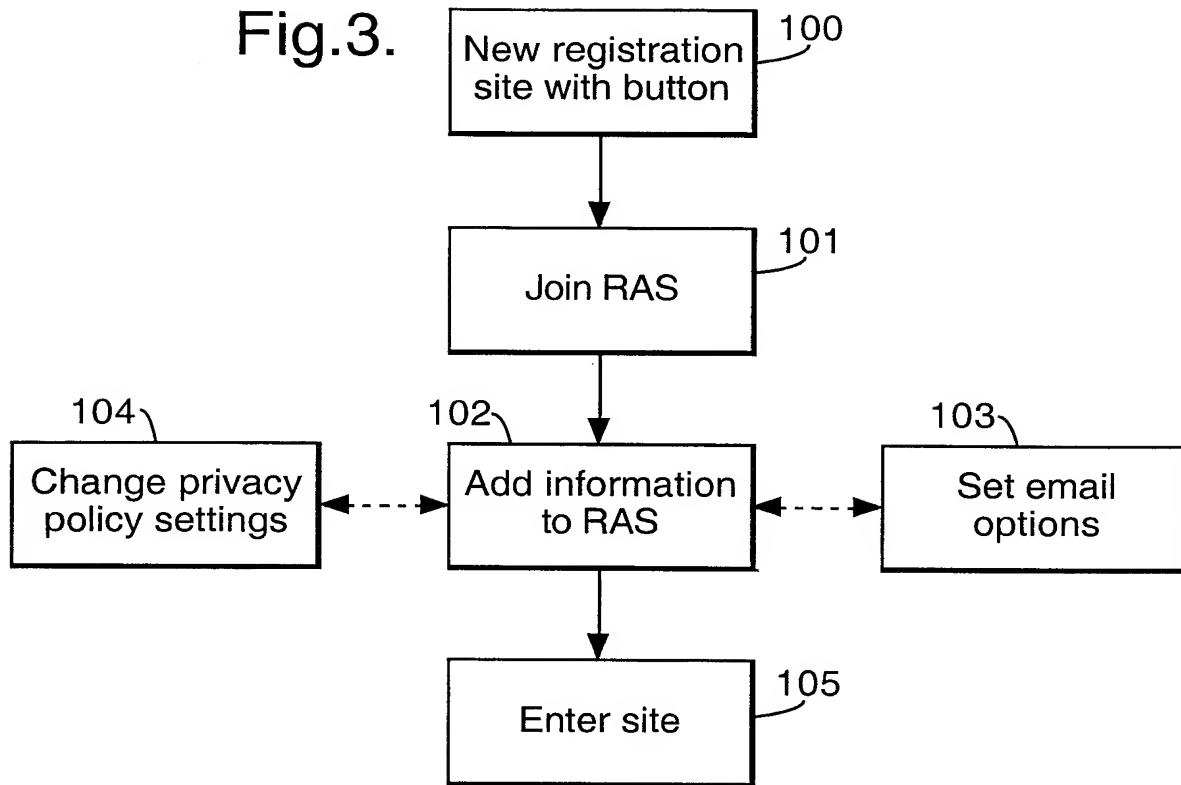 Fig.3.
100
New registration
site with button
101
Join RAS
104
102
103
Change privacy
policy settings
Add information
to RAS
Set email
options
105
Enter site